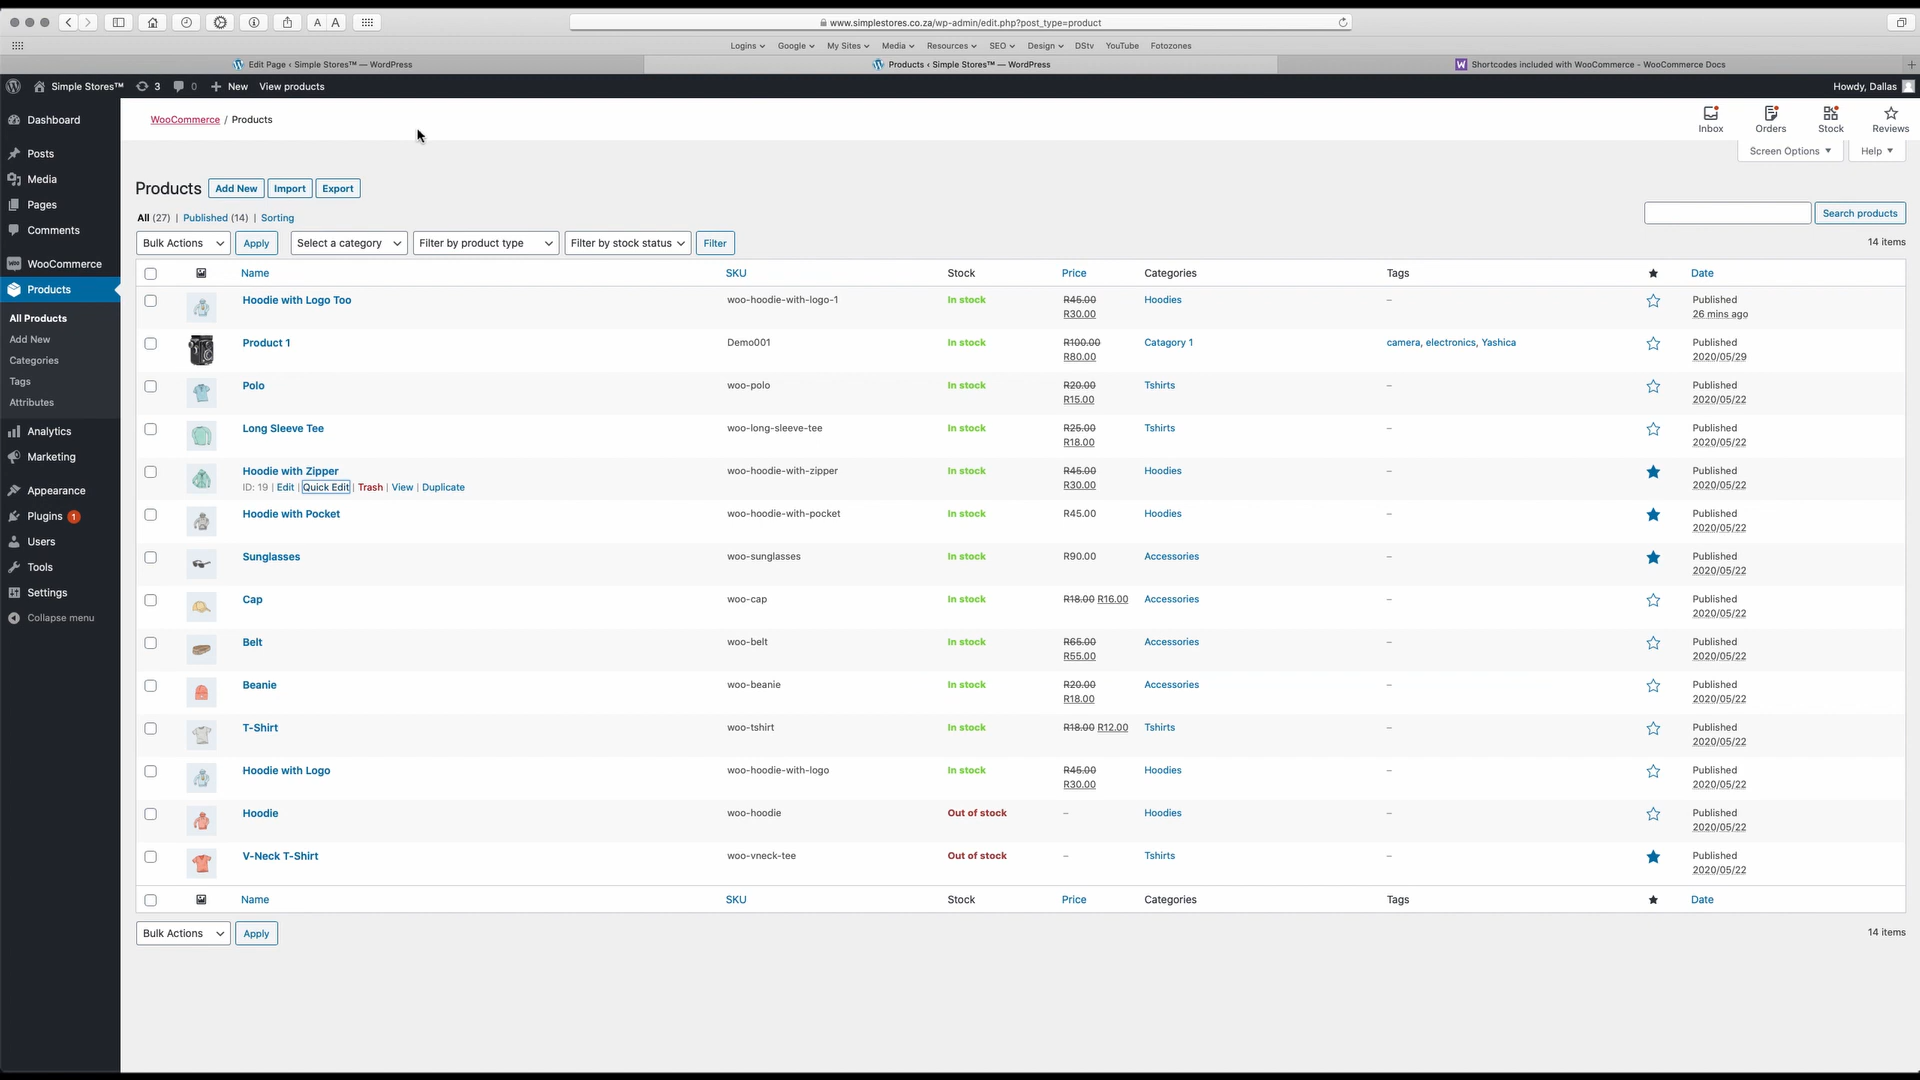 A A
www.simplestores.co.za/wp-admin/edit.php?post_type=product
Logins Google My Sites Media Resources SEO Design DStv YouTube Fotozones
Edit Page ‹ Simple Stores™ — WordPress
Products ‹ Simple Stores™ — WordPress
Shortcodes included with WooCommerce - WooCommerce Docs
Simple Stores™ 3 0 New View products Howdy, Dallas
Dashboard
Posts
Media
Pages
Comments
WooCommerce
Products
All Products
Add New
Categories
Tags
Attributes
Analytics
Marketing
Appearance
Plugins 1
Users
Tools
Settings
Collapse menu
WooCommerce / Products
Inbox Orders Stock Reviews
Screen Options Help
Products Add New Import Export
All (27) | Published (14) | Sorting
Search products
Bulk Actions Apply Select a category Filter by product type Filter by stock status Filter 14 items
Name SKU Stock Price Categories Tags Date
Hoodie with Logo Too woo-hoodie-with-logo-1 In stock R45.00 Hoodies – Published
R30.00 26 mins ago
Product 1 Demo001 In stock R100.00 Catagory 1 camera, electronics, Yashica Published
R80.00 2020/05/29
Polo woo-polo In stock R20.00 Tshirts – Published
R15.00 2020/05/22
Long Sleeve Tee woo-long-sleeve-tee In stock R25.00 Tshirts – Published
R18.00 2020/05/22
Hoodie with Zipper woo-hoodie-with-zipper In stock R45.00 Hoodies – Published
ID: 19 | Edit | Quick Edit | Trash | View | Duplicate R30.00 2020/05/22
Hoodie with Pocket woo-hoodie-with-pocket In stock R45.00 Hoodies – Published
2020/05/22
Sunglasses woo-sunglasses In stock R90.00 Accessories – Published
2020/05/22
Cap woo-cap In stock R18.00 R16.00 Accessories – Published
2020/05/22
Belt woo-belt In stock R65.00 Accessories – Published
R55.00 2020/05/22
Beanie woo-beanie In stock R20.00 Accessories – Published
R18.00 2020/05/22
T-Shirt woo-tshirt In stock R18.00 R12.00 Tshirts – Published
2020/05/22
Hoodie with Logo woo-hoodie-with-logo In stock R45.00 Hoodies – Published
R30.00 2020/05/22
Hoodie woo-hoodie Out of stock – Hoodies – Published
2020/05/22
V-Neck T-Shirt woo-vneck-tee Out of stock – Tshirts – Published
2020/05/22
Name SKU Stock Price Categories Tags Date
Bulk Actions Apply 14 items